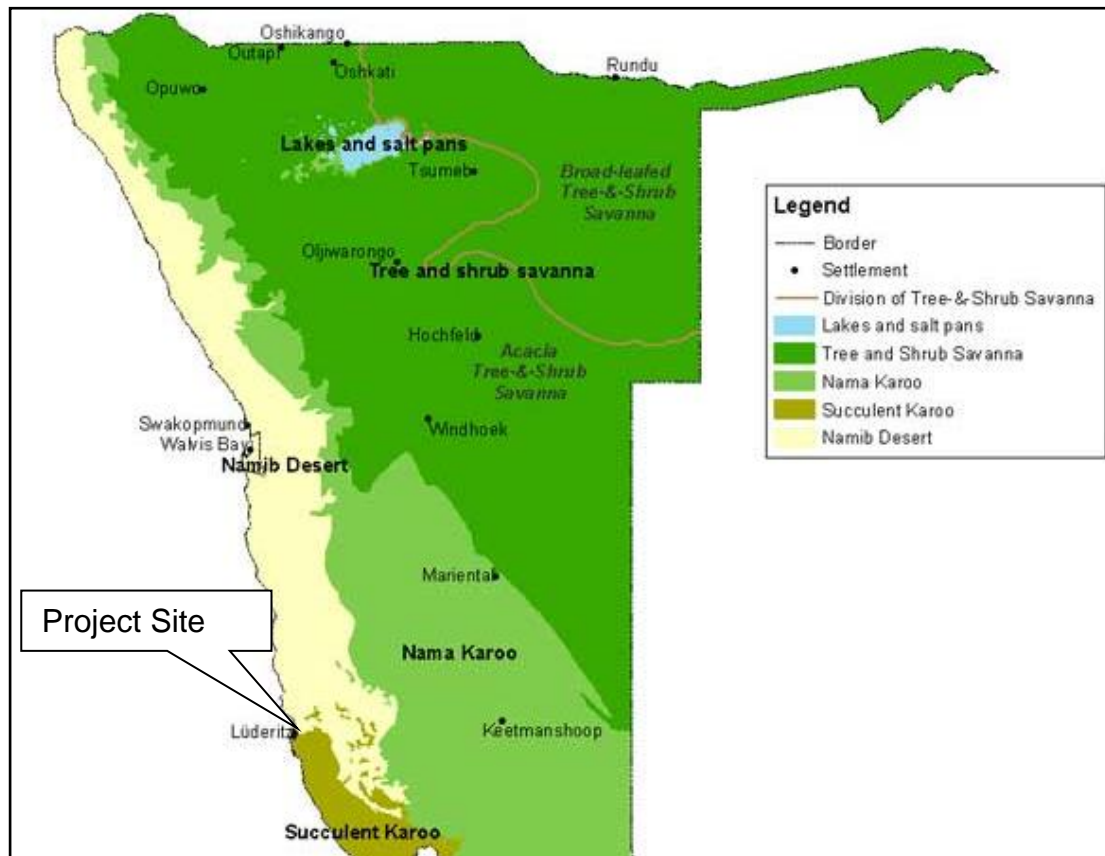 Oshikango
Outapi
Oshkati
Rundu
Opuwo
Lakes and salt pans
Tsumeb
Broad-leafed
Tree-&-Shrub
Savanna
Otjiwarongo
Tree and shrub savanna
Hochfeld
Acacia
Tree-&-Shrub
Savanna
Swakopmund
Windhoek
Walvis Bay
Namib Desert
Mariental
Project Site
Nama Karoo
Lüderitz
Keetmanshoop
Succulent Karoo
Legend
Border
Settlement
Division of Tree-&-Shrub Savanna
Lakes and salt pans
Tree and Shrub Savanna
Nama Karoo
Succulent Karoo
Namib Desert